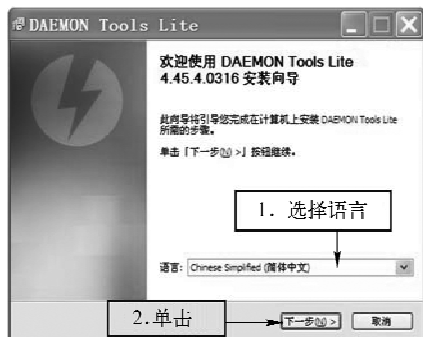 DAEMON Tools Lite
欢迎使用 DAEMON Tools Lite
4.45.4.0316 安装向导
此向导将引导您完成在计算机上安装 DAEMON Tools Lite
所需的步骤。
单击「下一步(N) >」按钮继续。
1. 选择语言
语言: Chinese Simplified (简体中文)
2.单击
下一步(N) >
取消